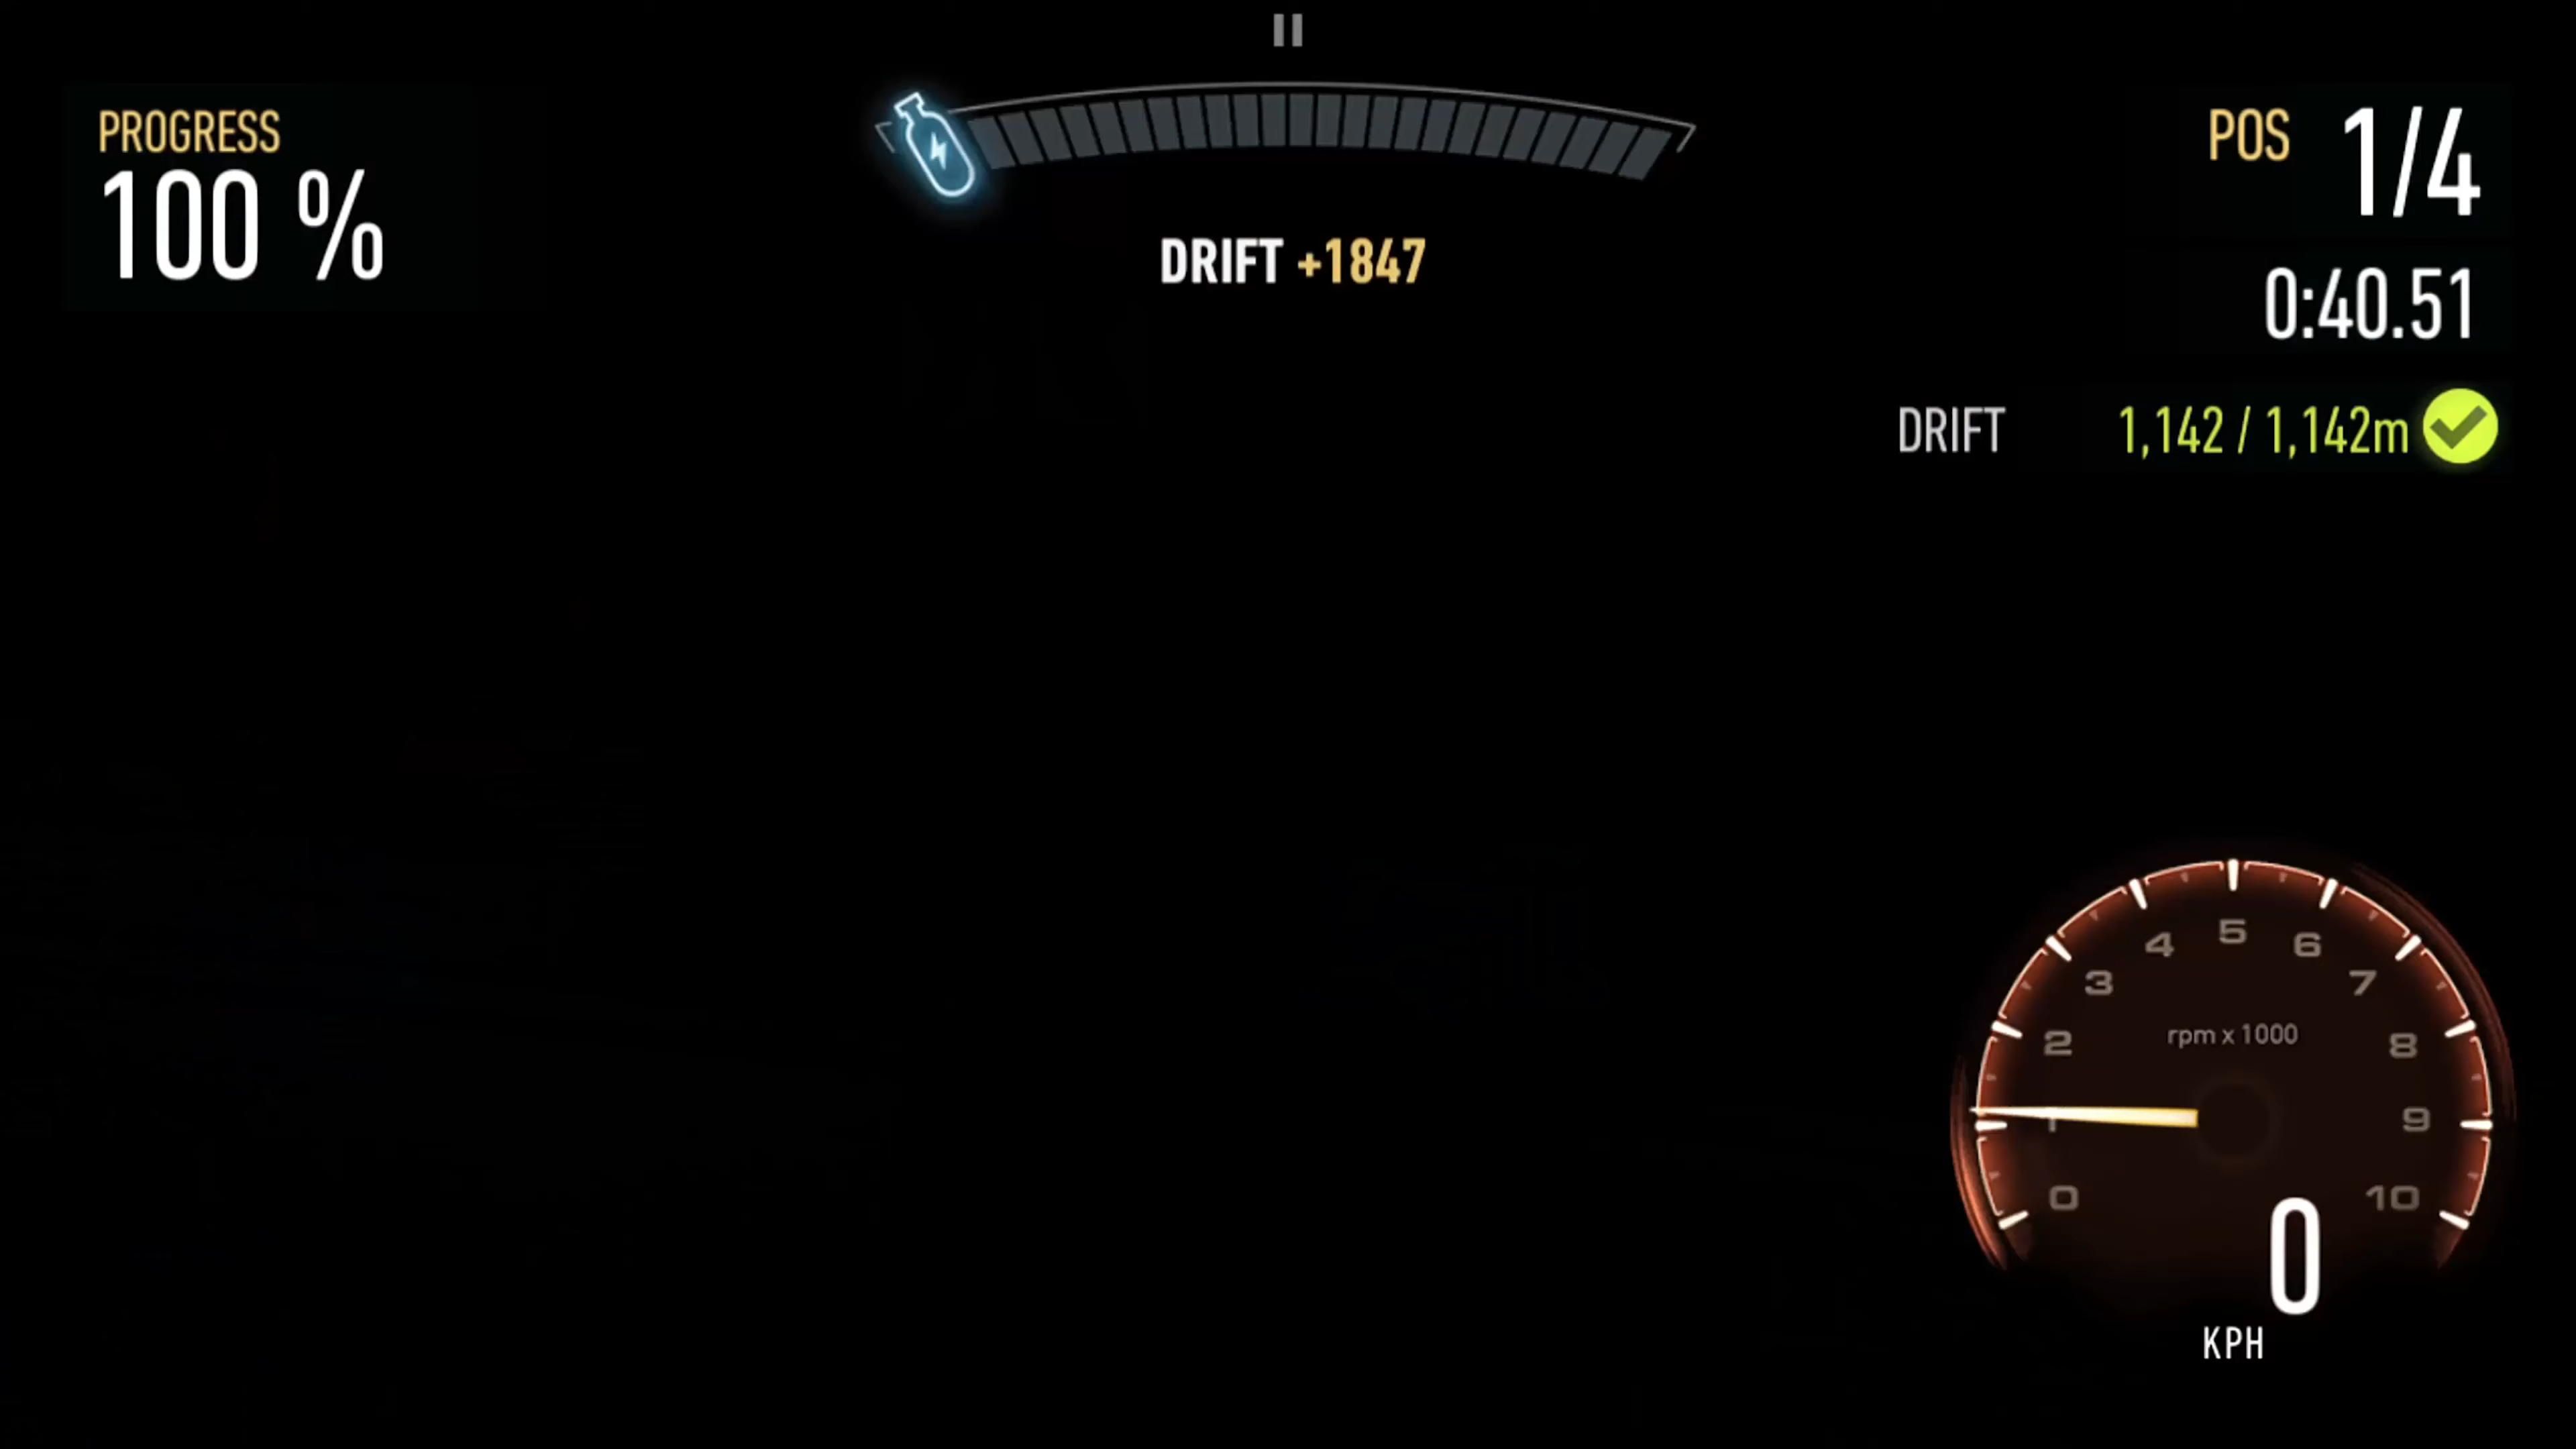 PROGRESS
100 %
DRIFT +1847
POS 1/4
0:40.51
DRIFT 1,142 / 1,142m
0 1 2 3 4 5 6 7 8 9 10
rpm x 1000
0
KPH